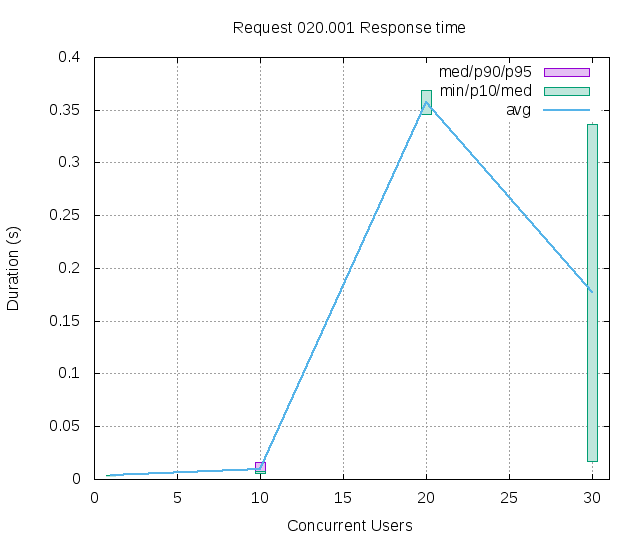 Request 020.001 Response time
0.4
0.35
0.3
0.25
0.2
0.15
0.1
0.05
0
med/p90/p95
min/p10/med
avg
Duration (s)
0 5 10 15 20 25 30
Concurrent Users